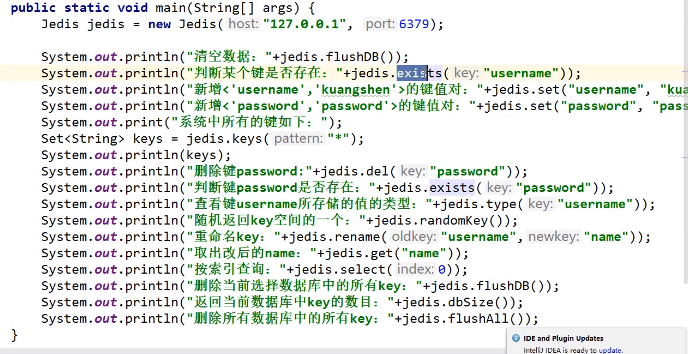 public static void main(String[] args) {
Jedis jedis = new Jedis( host: "127.0.0.1", port: 6379);
System.out.println("清空数据："+jedis.flushDB());
System.out.println("判断某个键是否存在："+jedis.exists( key: "username"));
System.out.println("新增<'username','kuangshen'>的键值对："+jedis.set("username", "kua
System.out.println("新增<'password','password'>的键值对："+jedis.set("password", "pass
System.out.print("系统中所有的键如下：");
Set<String> keys = jedis.keys( pattern: "*");
System.out.println(keys);
System.out.println("删除键password:"+jedis.del( key: "password"));
System.out.println("判断键password是否存在："+jedis.exists( key: "password"));
System.out.println("查看键username所存储的值的类型："+jedis.type( key: "username"));
System.out.println("随机返回key空间的一个："+jedis.randomKey());
System.out.println("重命名key："+jedis.rename( oldkey: "username", newkey: "name"));
System.out.println("取出改后的name："+jedis.get("name"));
System.out.println("按索引查询："+jedis.select( index: 0));
System.out.println("删除当前选择数据库中的所有key："+jedis.flushDB());
System.out.println("返回当前数据库中key的数目："+jedis.dbSize());
System.out.println("删除所有数据库中的所有key："+jedis.flushAll());
}
IDE and Plugin Updates
IntelliJ IDEA is ready to update.